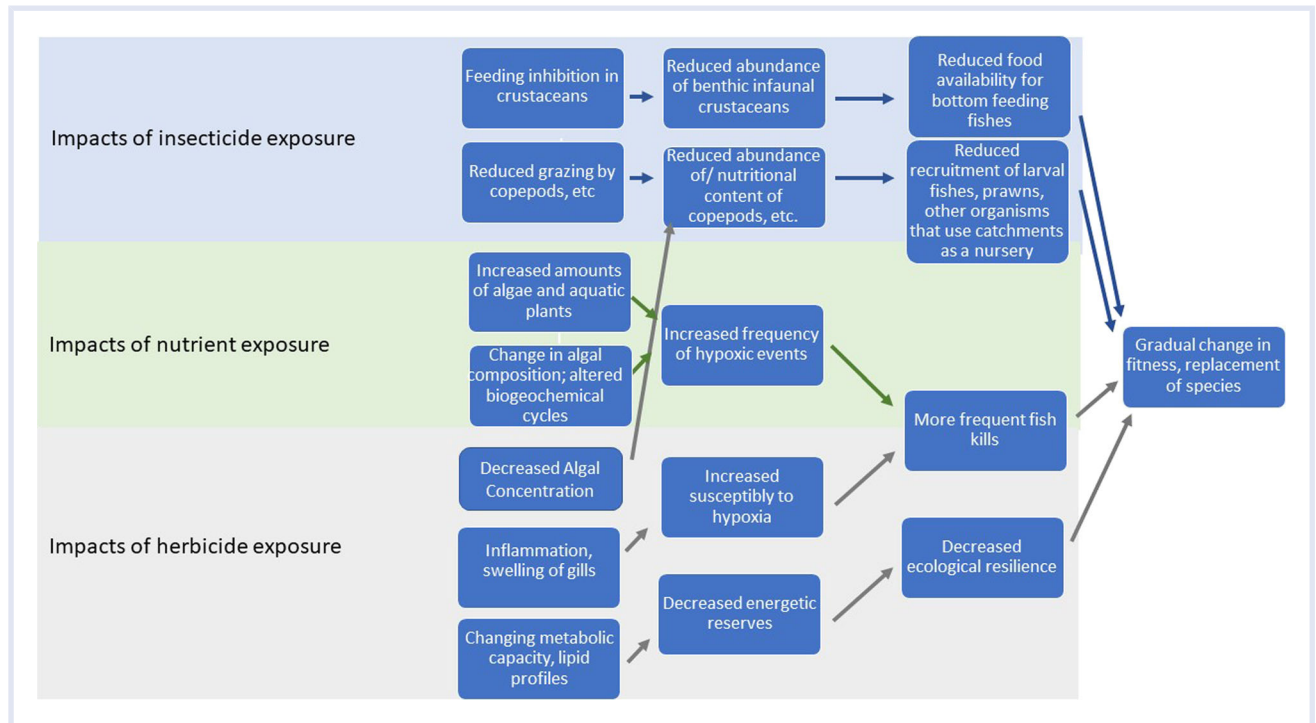 Impacts of insecticide exposure
Feeding inhibition in
crustaceans
Reduced abundance
of benthic infaunal
crustaceans
Reduced food
availability for
bottom feeding
fishes
Reduced grazing by
copepods, etc
Reduced abundance
of/ nutritional
content of
copepods, etc.
Reduced
recruitment of larval
fishes, prawns,
other organisms
that use catchments
as a nursery
Impacts of nutrient exposure
Increased amounts
of algae and aquatic
plants
Change in algal
composition; altered
biogeochemical
cycles
Increased frequency
of hypoxic events
More frequent fish
kills
Gradual change in
fitness, replacement
of species
Impacts of herbicide exposure
Decreased Algal
Concentration
Inflammation,
swelling of gills
Changing metabolic
capacity, lipid
profiles
Increased
susceptibly to
hypoxia
Decreased energetic
reserves
Decreased
ecological resilience